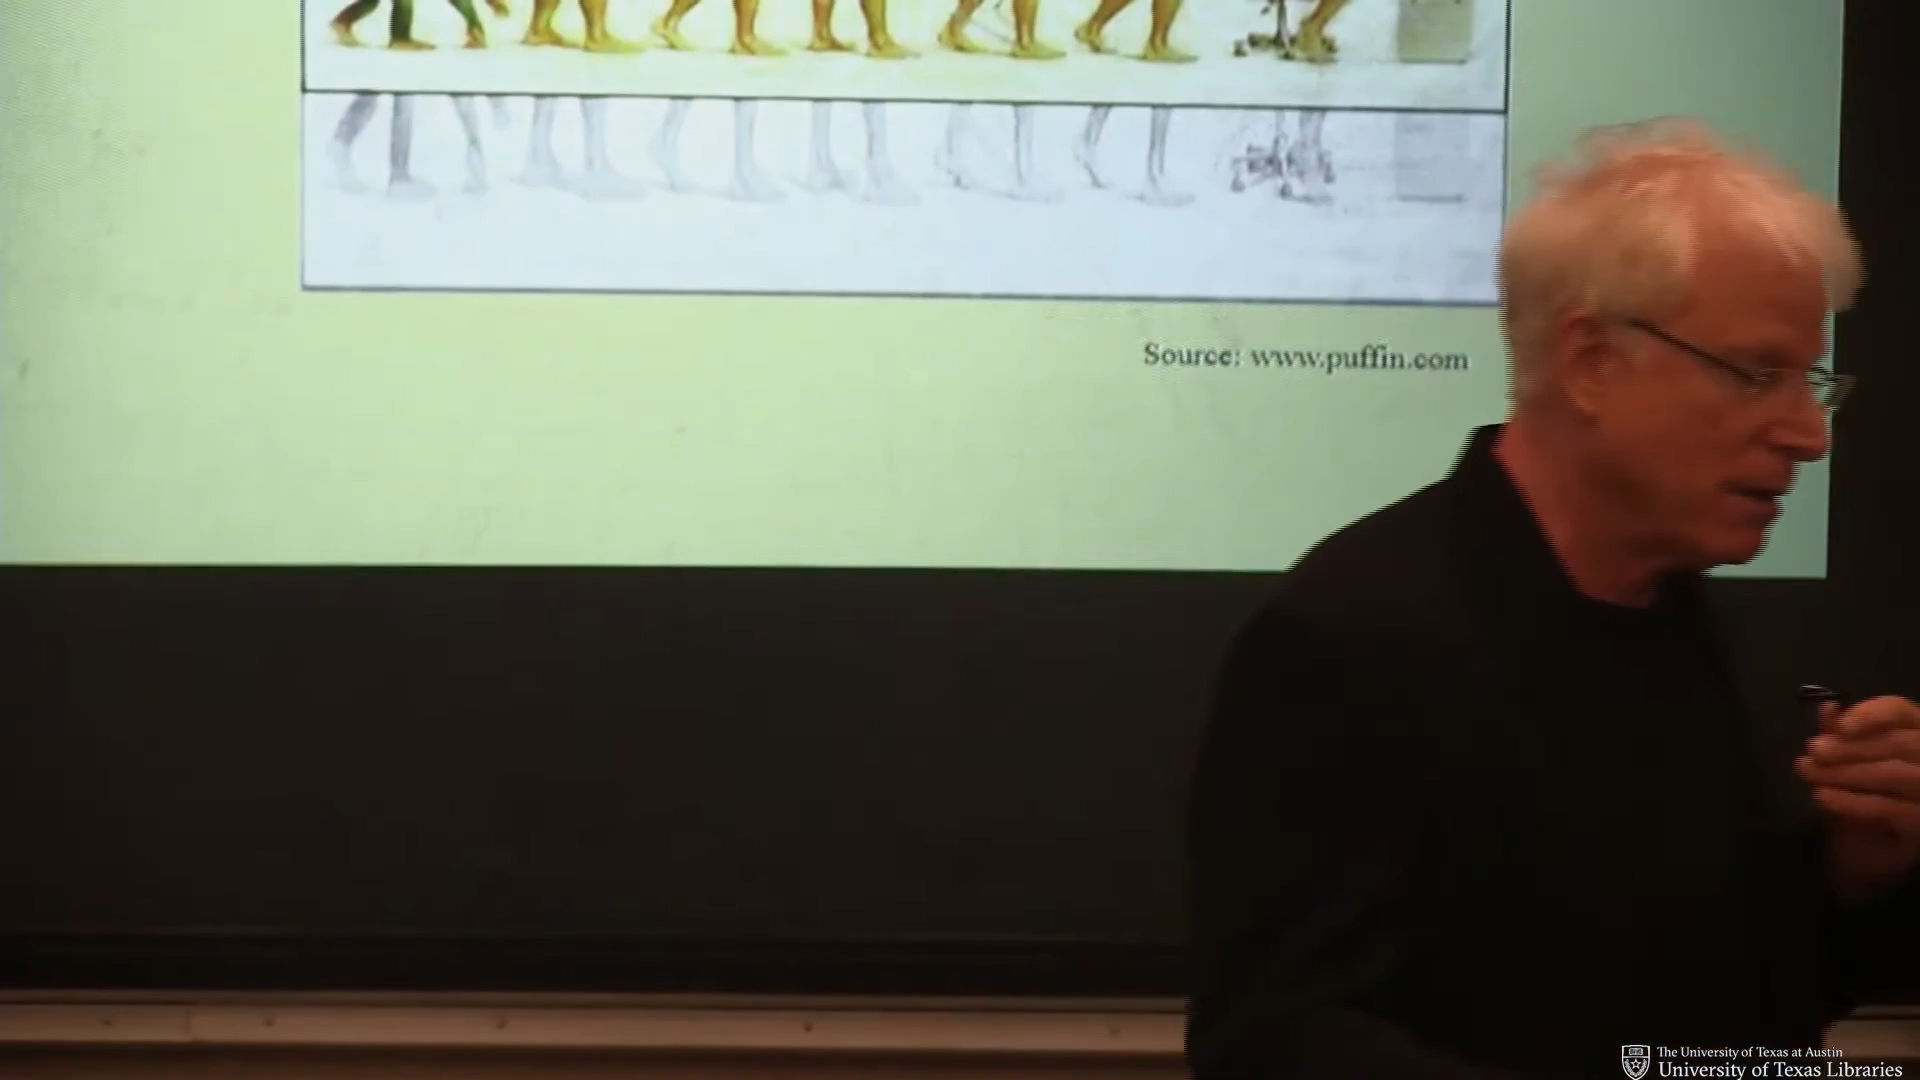 Source: www.puffin.com
The University of Texas at Austin
University of Texas Libraries